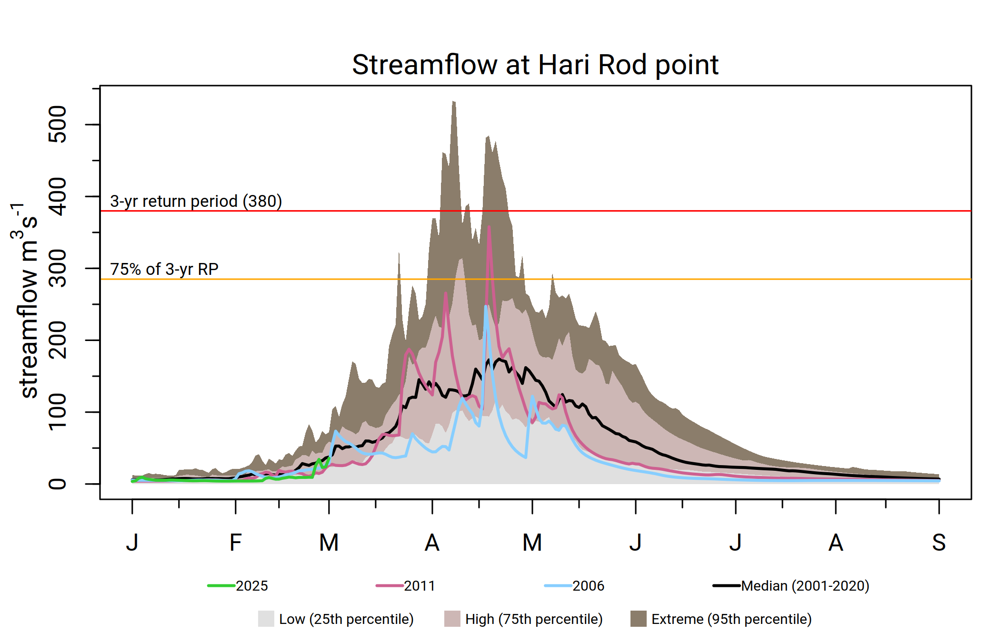 Streamflow at Hari Rod point
streamflow m³s⁻¹
500
400
300
200
100
0
3-yr return period (380)
75% of 3-yr RP
J F M A M J J A S
2025 2011 2006 Median (2001-2020)
Low (25th percentile) High (75th percentile) Extreme (95th percentile)